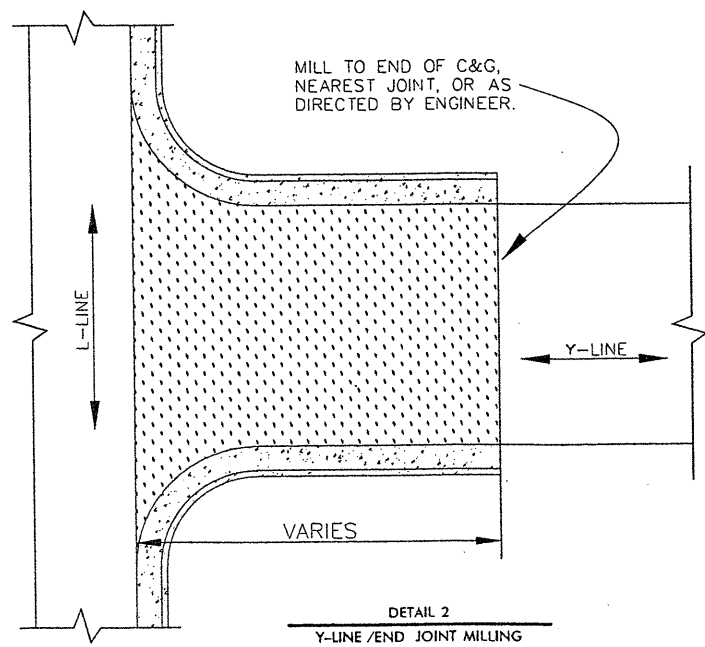 MILL TO END OF C&G,
NEAREST JOINT, OR AS
DIRECTED BY ENGINEER.
L-LINE
Y-LINE
VARIES
DETAIL 2
Y-LINE /END JOINT MILLING